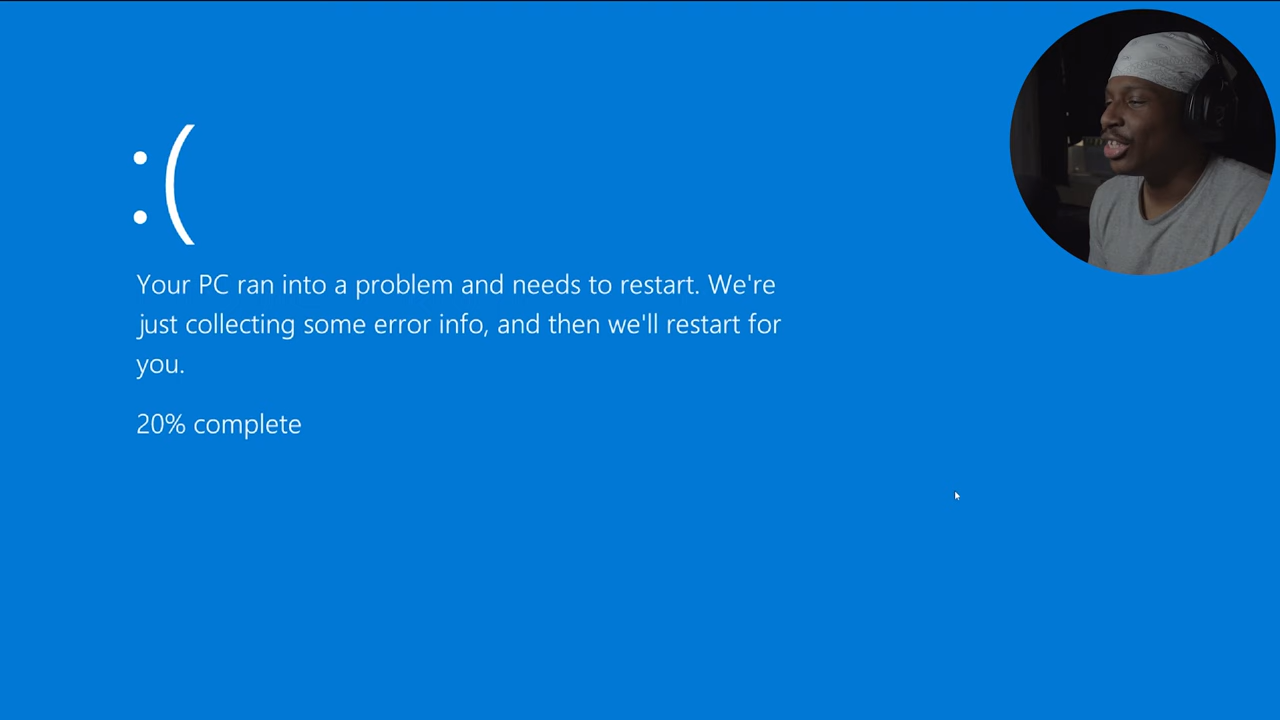 :(
Your PC ran into a problem and needs to restart. We're
just collecting some error info, and then we'll restart for
you.
20% complete